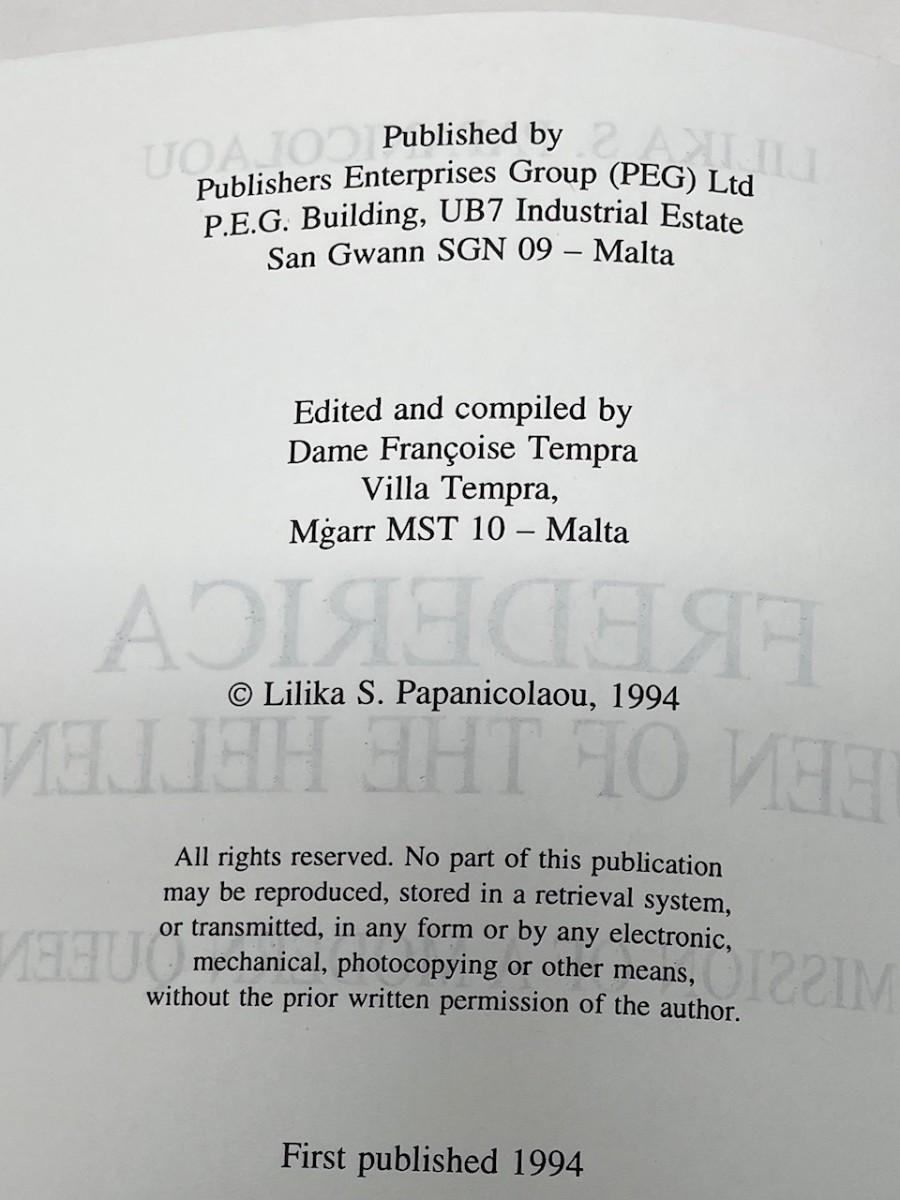 Published by
Publishers Enterprises Group (PEG) Ltd
P.E.G. Building, UB7 Industrial Estate
San Gwann SGN 09 – Malta
Edited and compiled by
Dame Françoise Tempra
Villa Tempra,
Mġarr MST 10 – Malta
FREDERICA
© Lilika S. Papanicolaou, 1994
OF THE
All rights reserved. No part of this publication
may be reproduced, stored in a retrieval system,
or transmitted, in any form or by any electronic,
mechanical, photocopying or other means,
without the prior written permission of the author.
First published 1994